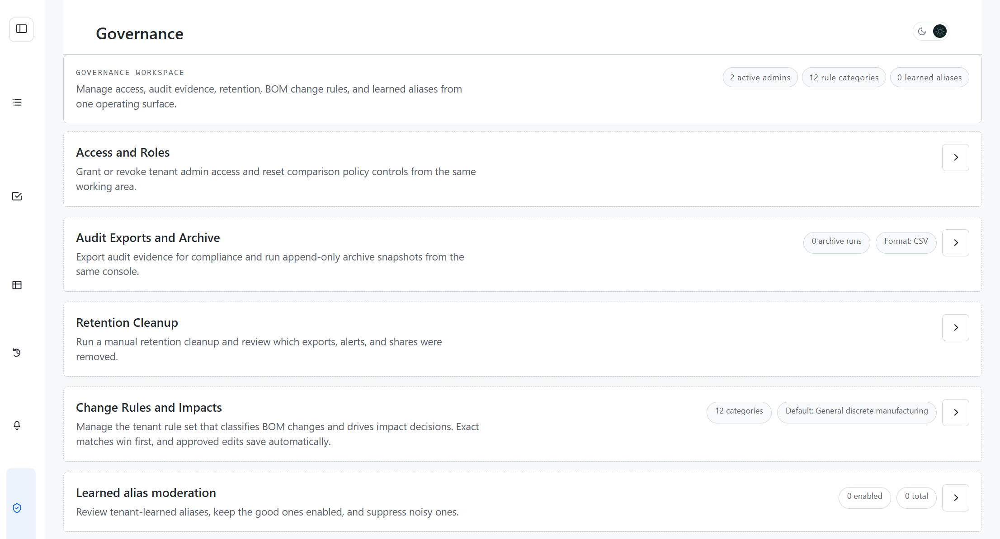 Governance
GOVERNANCE WORKSPACE
Manage access, audit evidence, retention, BOM change rules, and learned aliases from
one operating surface.
2 active admins
12 rule categories
0 learned aliases
Access and Roles
Grant or revoke tenant admin access and reset comparison policy controls from the same
working area.
Audit Exports and Archive
Export audit evidence for compliance and run append-only archive snapshots from the
same console.
0 archive runs
Format: CSV
Retention Cleanup
Run a manual retention cleanup and review which exports, alerts, and shares were
removed.
Change Rules and Impacts
Manage the tenant rule set that classifies BOM changes and drives impact decisions. Exact
matches win first, and approved edits save automatically.
12 categories
Default: General discrete manufacturing
Learned alias moderation
Review tenant-learned aliases, keep the good ones enabled, and suppress noisy ones.
0 enabled
0 total